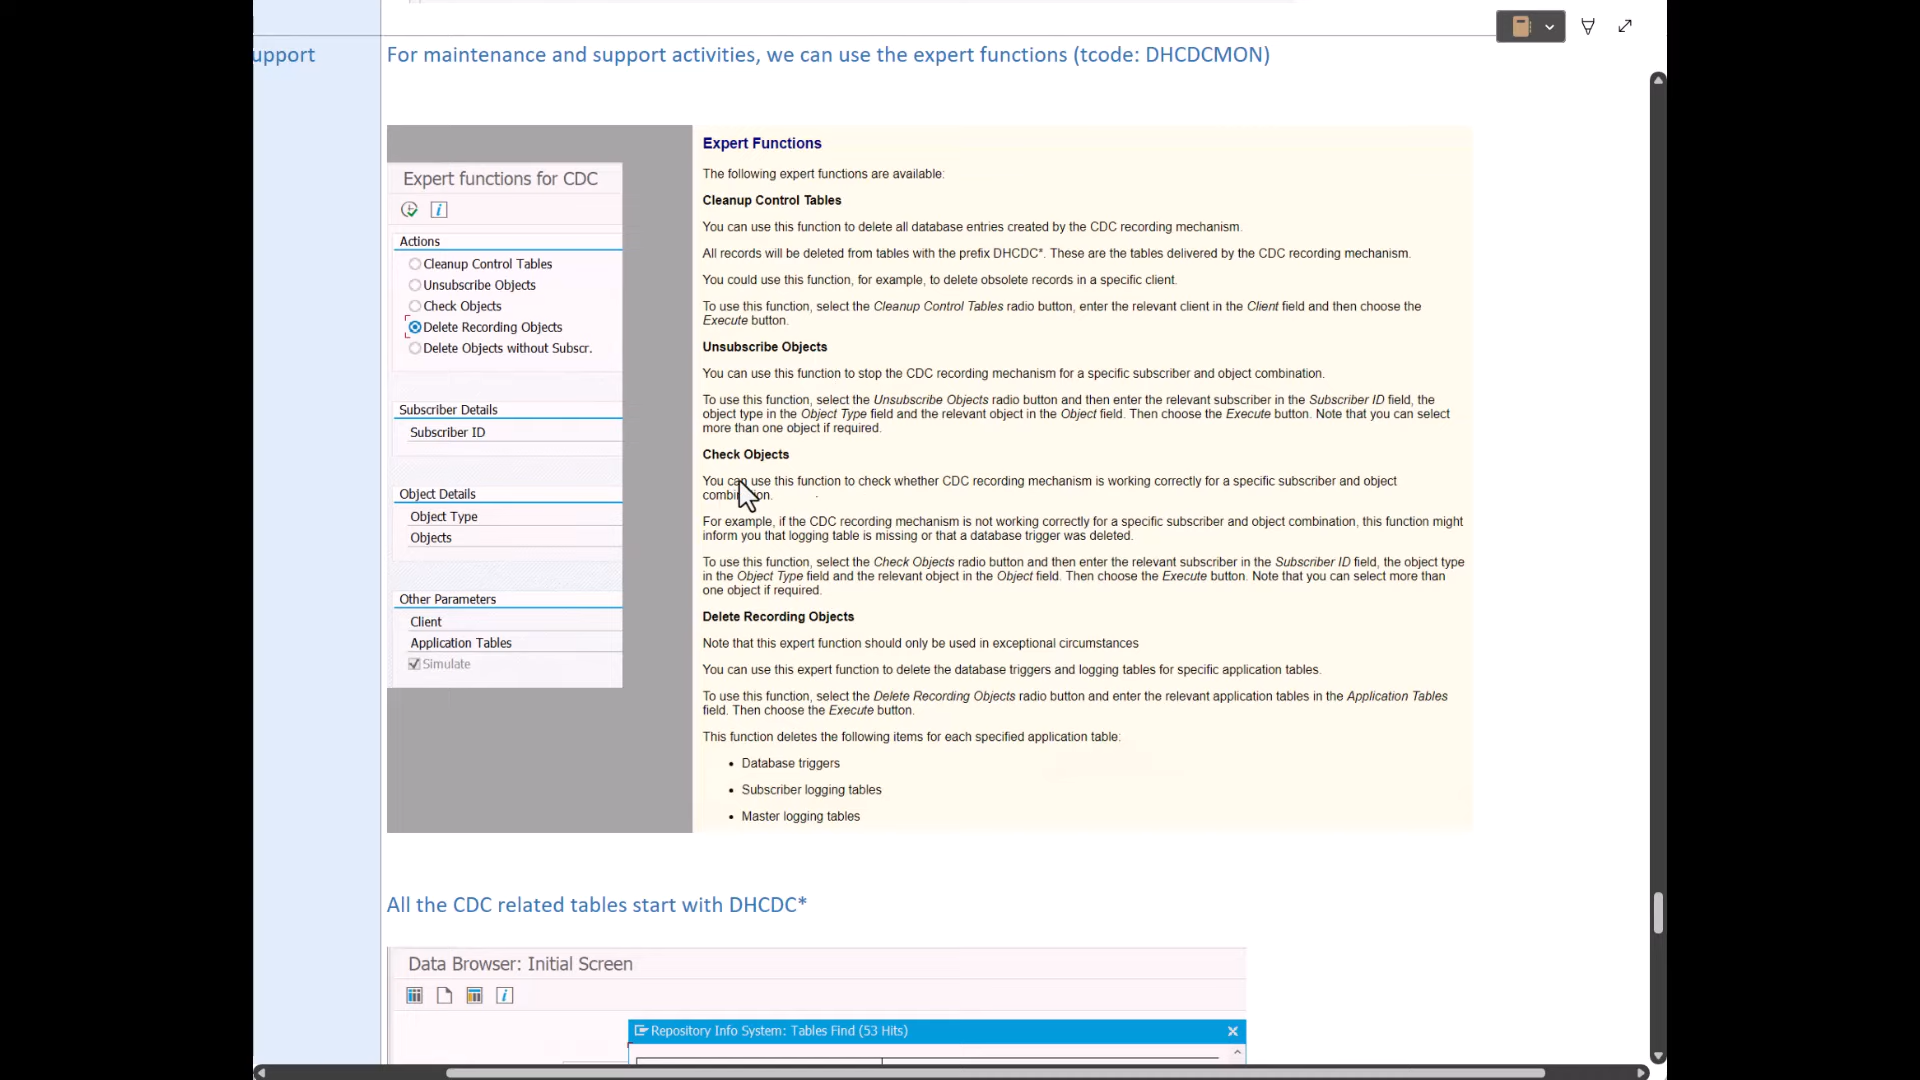 upport
For maintenance and support activities, we can use the expert functions (tcode: DHCDCMON)
Expert functions for CDC
Actions
Cleanup Control Tables
Unsubscribe Objects
Check Objects
Delete Recording Objects
Delete Objects without Subscr.
Subscriber Details
Subscriber ID
Object Details
Object Type
Objects
Other Parameters
Client
Application Tables
Simulate
Expert Functions
The following expert functions are available:
Cleanup Control Tables
You can use this function to delete all database entries created by the CDC recording mechanism.
All records will be deleted from tables with the prefix DHCDC*. These are the tables delivered by the CDC recording mechanism.
You could use this function, for example, to delete obsolete records in a specific client.
To use this function, select the Cleanup Control Tables radio button, enter the relevant client in the Client field and then choose the
Execute button.
Unsubscribe Objects
You can use this function to stop the CDC recording mechanism for a specific subscriber and object combination.
To use this function, select the Unsubscribe Objects radio button and then enter the relevant subscriber in the Subscriber ID field, the
object type in the Object Type field and the relevant object in the Object field. Then choose the Execute button. Note that you can select
more than one object if required.
Check Objects
You can use this function to check whether CDC recording mechanism is working correctly for a specific subscriber and object
combination.
For example, if the CDC recording mechanism is not working correctly for a specific subscriber and object combination, this function might
inform you that logging table is missing or that a database trigger was deleted.
To use this function, select the Check Objects radio button and then enter the relevant subscriber in the Subscriber ID field, the object type
in the Object Type field and the relevant object in the Object field. Then choose the Execute button. Note that you can select more than
one object if required.
Delete Recording Objects
Note that this expert function should only be used in exceptional circumstances
You can use this expert function to delete the database triggers and logging tables for specific application tables.
To use this function, select the Delete Recording Objects radio button and enter the relevant application tables in the Application Tables
field. Then choose the Execute button.
This function deletes the following items for each specified application table:
• Database triggers
• Subscriber logging tables
• Master logging tables
All the CDC related tables start with DHCDC*
Data Browser: Initial Screen
Repository Info System: Tables Find (53 Hits)